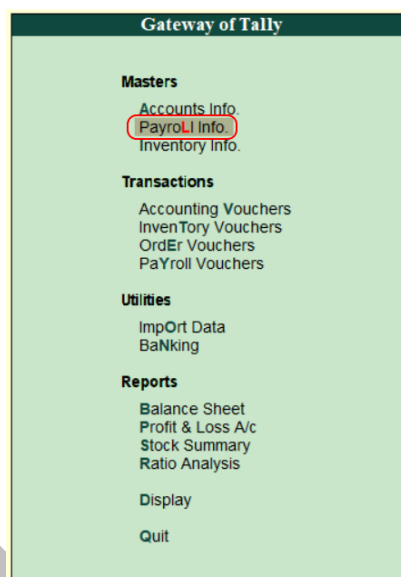 Gateway of Tally
Masters
Accounts Info.
PayroLl Info.
Inventory Info.
Transactions
Accounting Vouchers
InvenTory Vouchers
OrdEr Vouchers
PaYroll Vouchers
Utilities
ImpOrt Data
BaNking
Reports
Balance Sheet
Profit & Loss A/c
Stock Summary
Ratio Analysis
Display
Quit